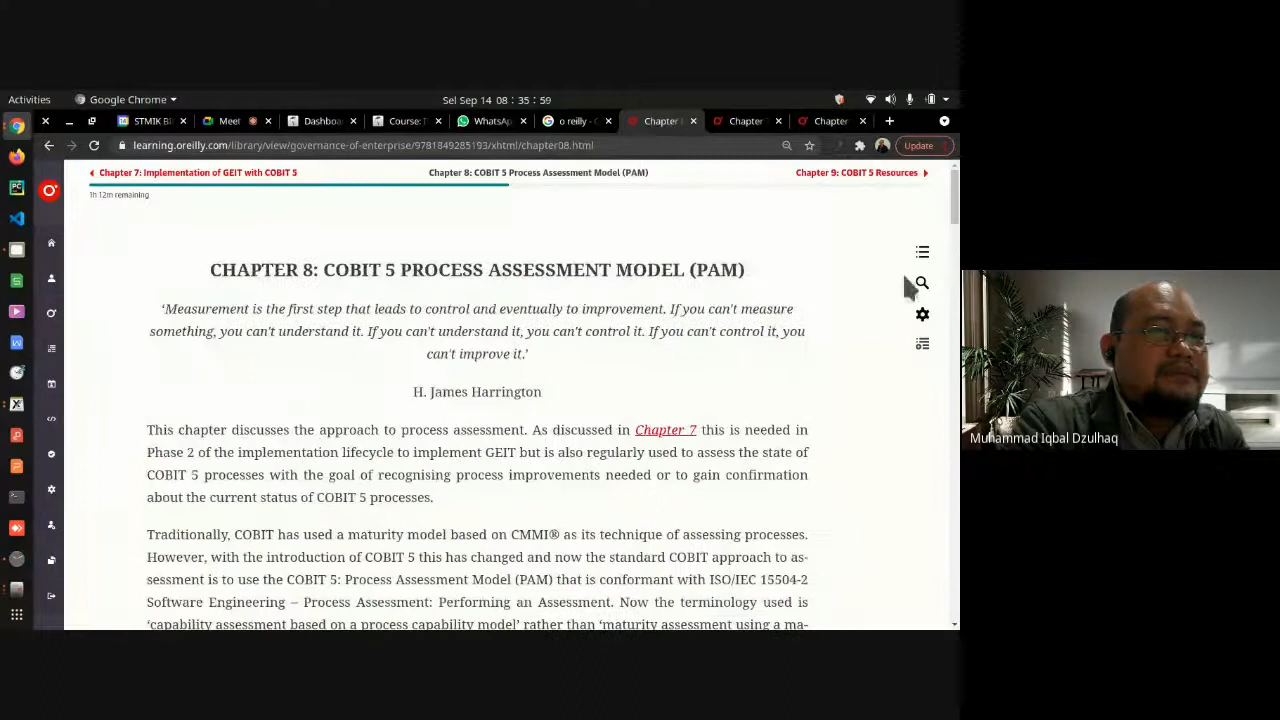 Activities
Google Chrome
Sel Sep 14 08:35:59
STMIK BI
Meet
Dashboa
Course: T
WhatsAp
o reilly - G
Chapter
Chapter
Chapter
learning.oreilly.com/library/view/governance-of-enterprise/9781849285193/xhtml/chapter08.html
Update
Chapter 7: Implementation of GEIT with COBIT 5
Chapter 8: COBIT 5 Process Assessment Model (PAM)
Chapter 9: COBIT 5 Resources
1h 12m remaining
CHAPTER 8: COBIT 5 PROCESS ASSESSMENT MODEL (PAM)
‘Measurement is the first step that leads to control and eventually to improvement. If you can't measure
something, you can't understand it. If you can't understand it, you can't control it. If you can't control it, you
can't improve it.’
H. James Harrington
This chapter discusses the approach to process assessment. As discussed in Chapter 7 this is needed in
Phase 2 of the implementation lifecycle to implement GEIT but is also regularly used to assess the state of
COBIT 5 processes with the goal of recognising process improvements needed or to gain confirmation
about the current status of COBIT 5 processes.
Traditionally, COBIT has used a maturity model based on CMMI® as its technique of assessing processes.
However, with the introduction of COBIT 5 this has changed and now the standard COBIT approach to as-
sessment is to use the COBIT 5: Process Assessment Model (PAM) that is conformant with ISO/IEC 15504-2
Software Engineering – Process Assessment: Performing an Assessment. Now the terminology used is
‘capability assessment based on a process capability model’ rather than ‘maturity assessment using a ma-
Muhammad Iqbal Dzulhaq